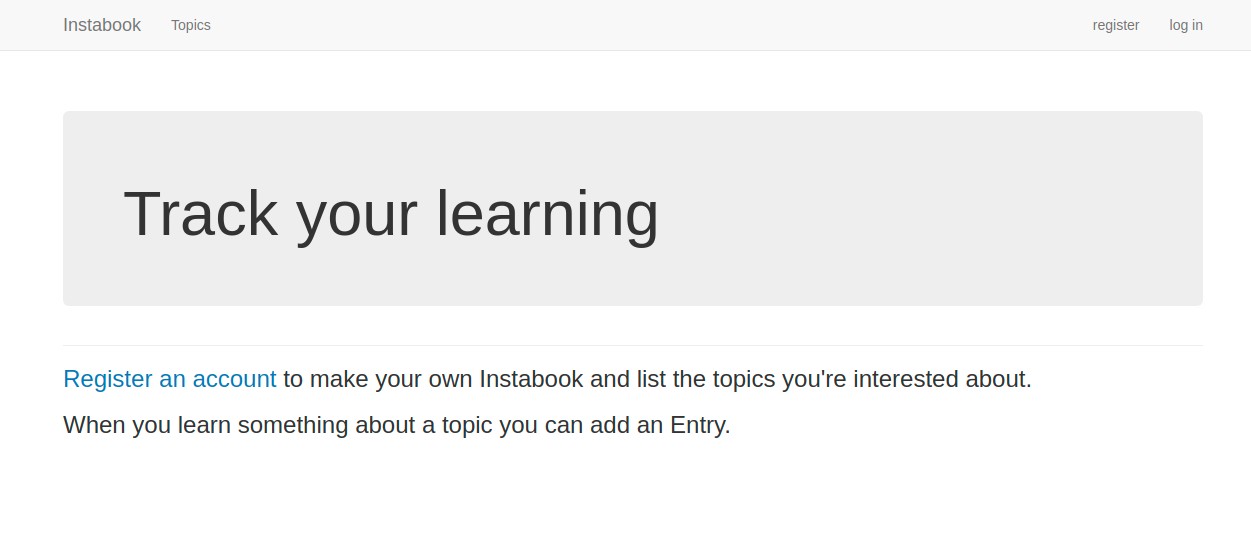 Instabook Topics register log in
Track your learning
Register an account to make your own Instabook and list the topics you're interested about.
When you learn something about a topic you can add an Entry.